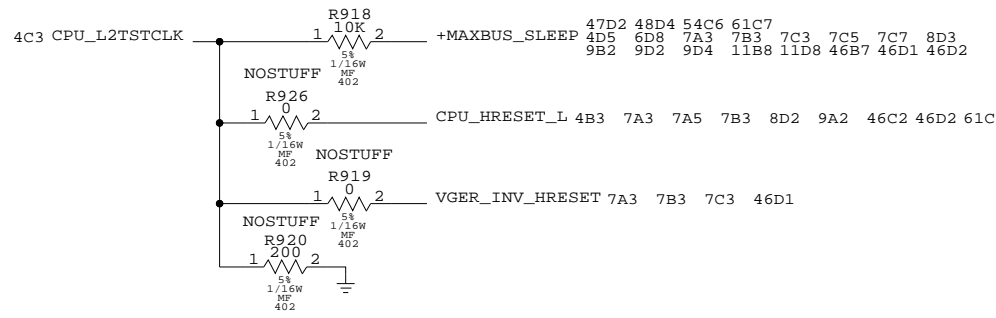 R918
47D2 48D4 54C6 61C7
10K
4C3 CPU_L2TSTCLK 1 2 +MAXBUS_SLEEP 4D5 6D8 7A3 7B3 7C3 7C5 7C7 8D3
5% 9B2 9D2 9D4 11B8 11D8 46B7 46D1 46D2
1/16W
MF
402
NOSTUFF
R926
0
1 2 CPU_HRESET_L 4B3 7A3 7A5 7B3 8D2 9A2 46C2 46D2 61C
5%
1/16W
MF
402
NOSTUFF
R919
0
1 2 VGER_INV_HRESET 7A3 7B3 7C3 46D1
5%
1/16W
MF
402
NOSTUFF
R920
200
1 2
5%
1/16W
MF
402